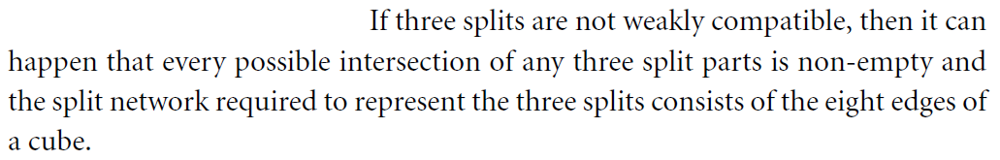 If three splits are not weakly compatible, then it can
happen that every possible intersection of any three split parts is non-empty and
the split network required to represent the three splits consists of the eight edges of
a cube.